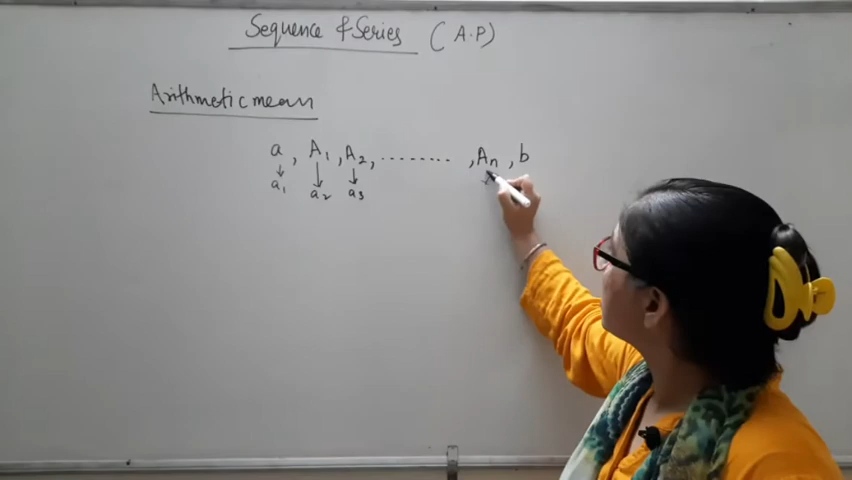 Sequence & Series (A.P)
Arithmetic mean
a, A₁, A₂, ........., Aₙ, b
↓ ↓ ↓
a₁ a₂ a₃